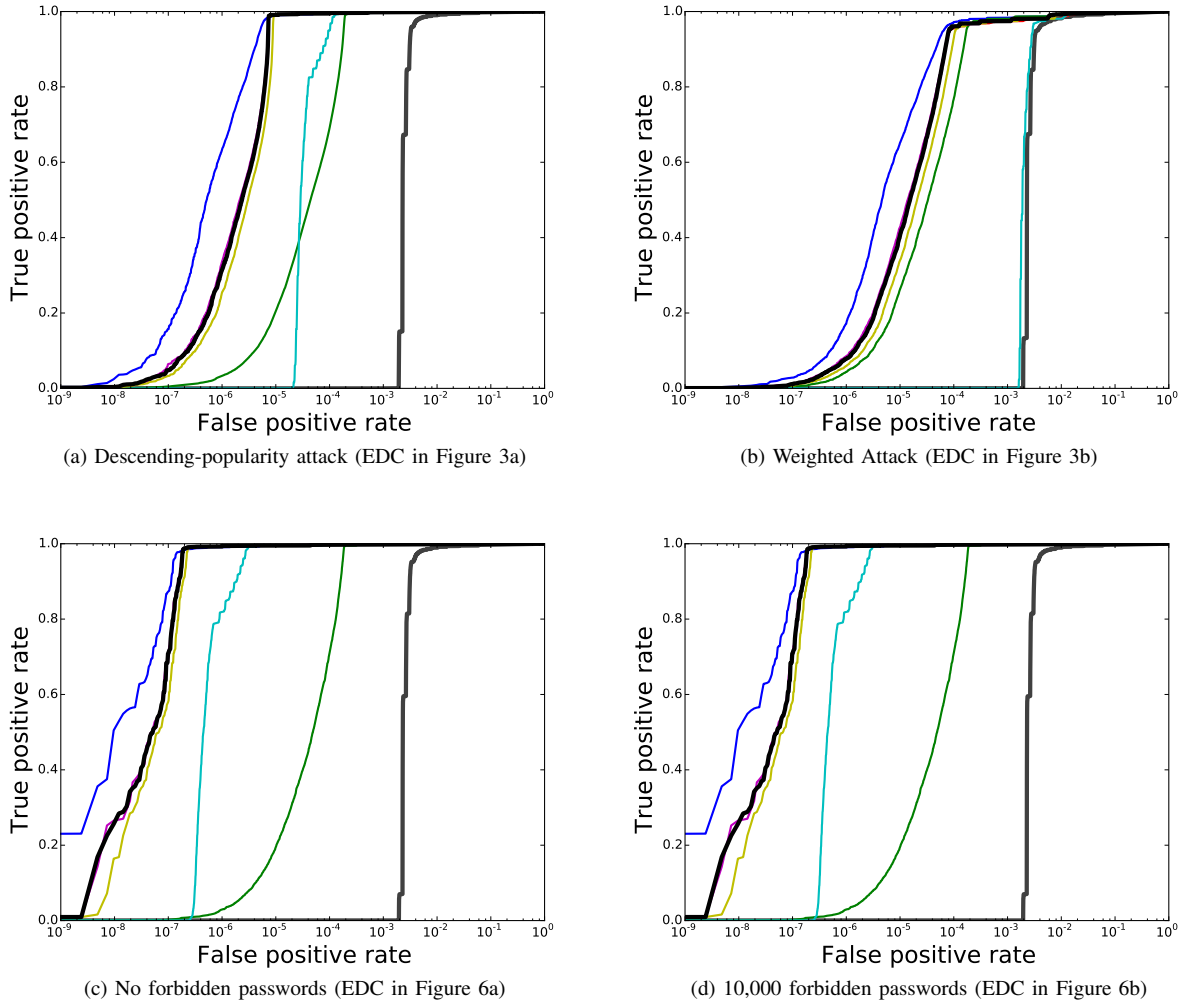 1.0
0.8
0.6
0.4
0.2
0.0
True positive rate
10^-9 10^-8 10^-7 10^-6 10^-5 10^-4 10^-3 10^-2 10^-1 10^0
False positive rate
(a) Descending-popularity attack (EDC in Figure 3a)
1.0
0.8
0.6
0.4
0.2
0.0
True positive rate
10^-9 10^-8 10^-7 10^-6 10^-5 10^-4 10^-3 10^-2 10^-1 10^0
False positive rate
(b) Weighted Attack (EDC in Figure 3b)
1.0
0.8
0.6
0.4
0.2
0.0
True positive rate
10^-9 10^-8 10^-7 10^-6 10^-5 10^-4 10^-3 10^-2 10^-1 10^0
False positive rate
(c) No forbidden passwords (EDC in Figure 6a)
1.0
0.8
0.6
0.4
0.2
0.0
True positive rate
10^-9 10^-8 10^-7 10^-6 10^-5 10^-4 10^-3 10^-2 10^-1 10^0
False positive rate
(d) 10,000 forbidden passwords (EDC in Figure 6b)